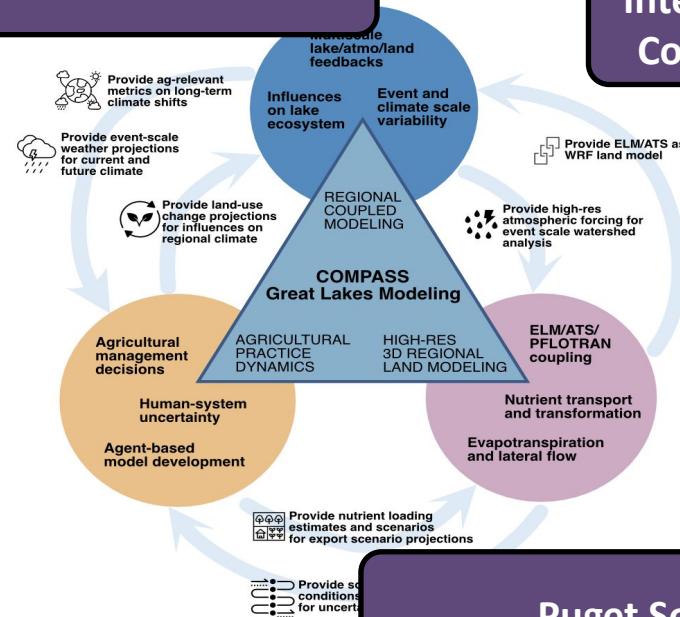 Multiscale
lake/atmo/land
feedbacks
Influences
on lake
ecosystem
Event and
climate scale
variability
Provide ag-relevant
metrics on long-term
climate shifts
Provide event-scale
weather projections
for current and
future climate
Provide land-use
change projections
for influences on
regional climate
Provide ELM/ATS as
WRF land model
Provide high-res
atmospheric forcing for
event scale watershed
analysis
REGIONAL
COUPLED
MODELING
COMPASS
Great Lakes Modeling
AGRICULTURAL
PRACTICE
DYNAMICS
HIGH-RES
3D REGIONAL
LAND MODELING
Agricultural
management
decisions
Human-system
uncertainty
Agent-based
model development
ELM/ATS/
PFLOTRAN
coupling
Nutrient transport
and transformation
Evapotranspiration
and lateral flow
Provide nutrient loading
estimates and scenarios
for export scenario projections
Provide
conditions
for
Puget